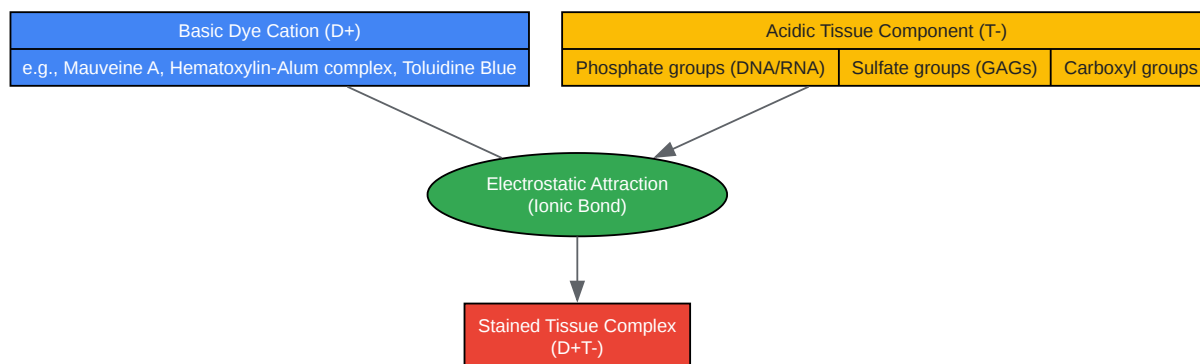 Basic Dye Cation (D+)
e.g., Mauveine A, Hematoxylin-Alum complex, Toluidine Blue
Acidic Tissue Component (T-)
Phosphate groups (DNA/RNA)
Sulfate groups (GAGs)
Carboxyl groups
Electrostatic Attraction
(Ionic Bond)
Stained Tissue Complex
(D+T-)